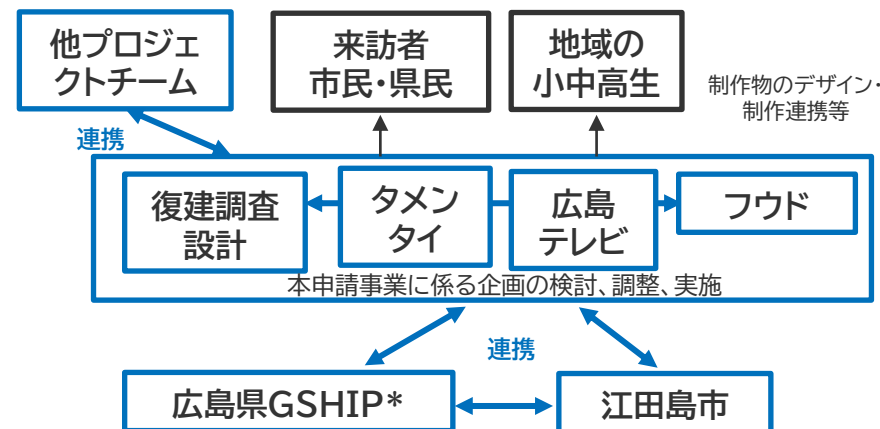 他プロジェ
クトチーム
来訪者
市民・県民
地域の
小中高生
制作物のデザイン・
制作連携等
連携
復建調査
設計
タメン
タイ
広島
テレビ
フウド
本申請事業に係る企画の検討、調整、実施
連携
広島県GSHIP*
江田島市